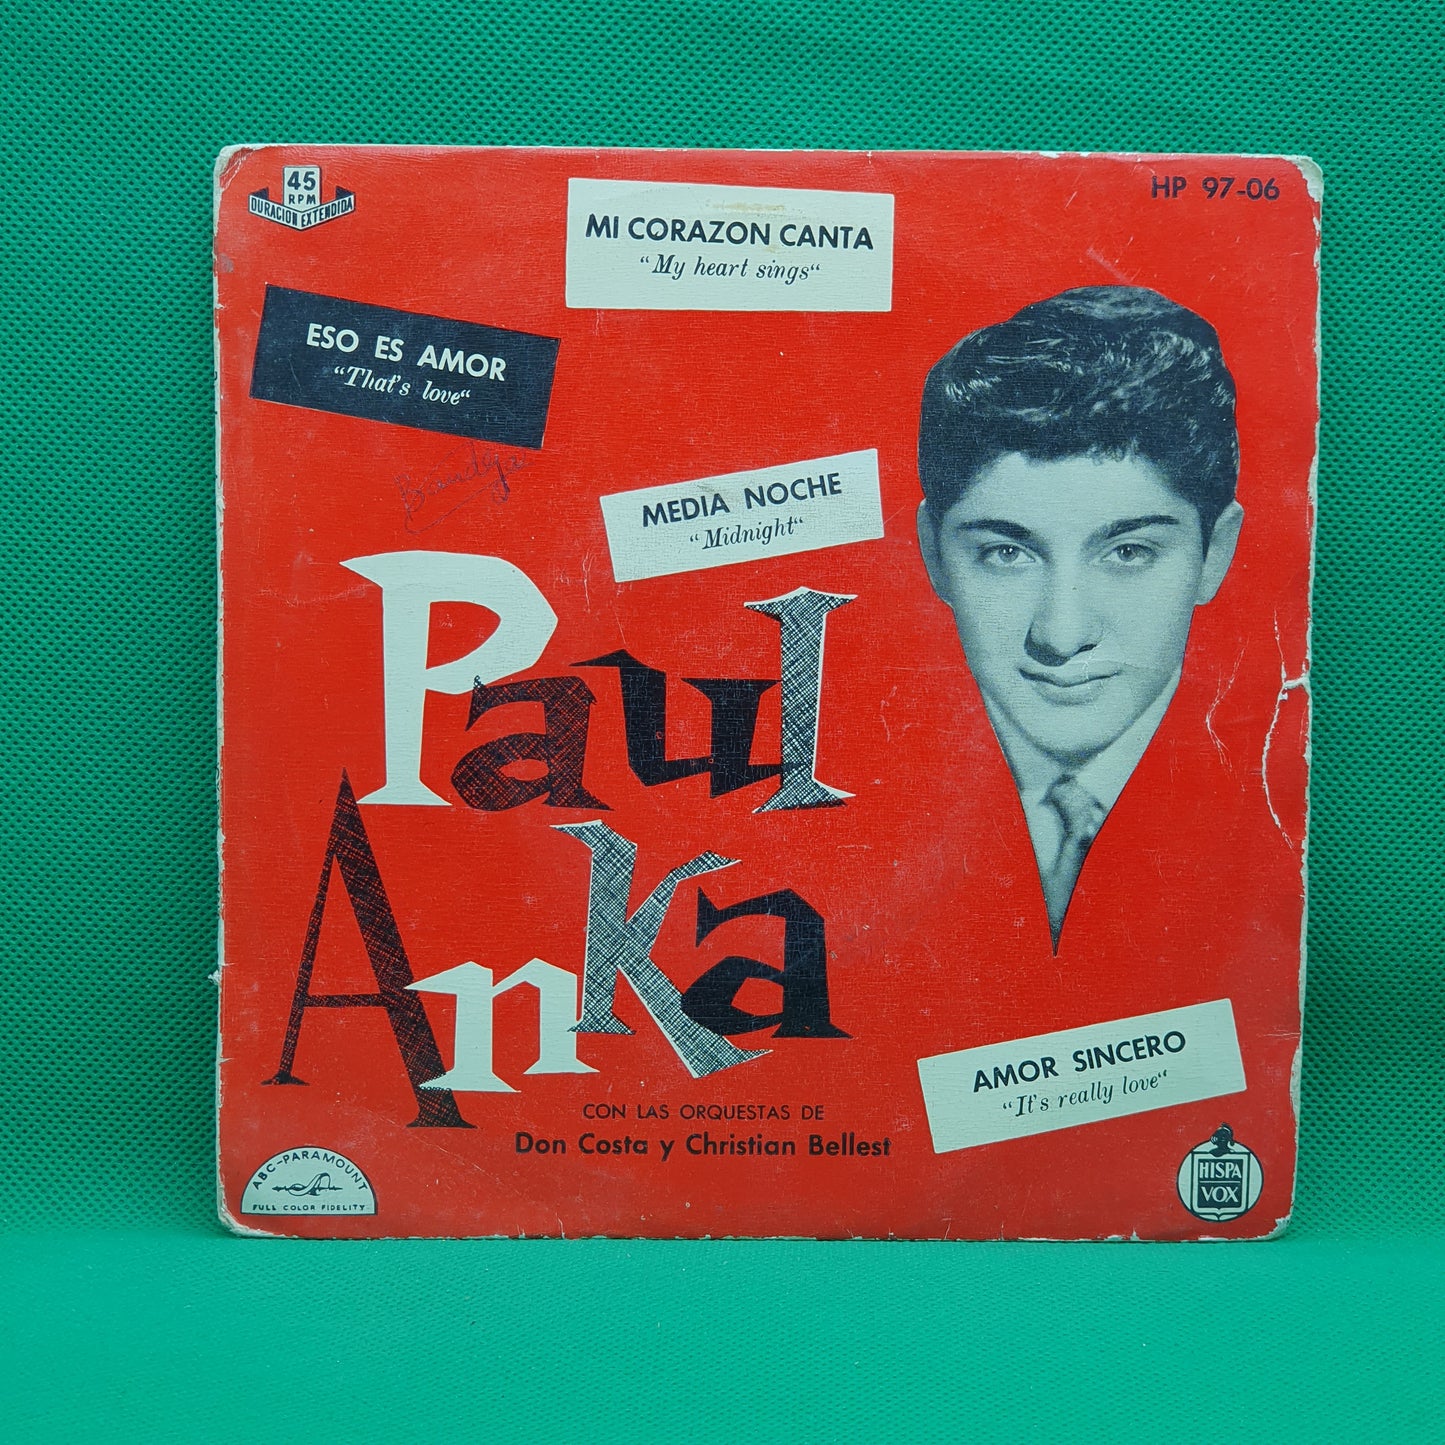 45
RPM
DURACION EXTENDIDA
HP 97-06
MI CORAZON CANTA
“My heart sings“
ESO ES AMOR
“That's love“
MEDIA NOCHE
“Midnight“
Paul
Anka
CON LAS ORQUESTAS DE
Don Costa y Christian Bellest
AMOR SINCERO
“It's really love“
ABC-PARAMOUNT
FULL COLOR FIDELITY
HISPA
VOX